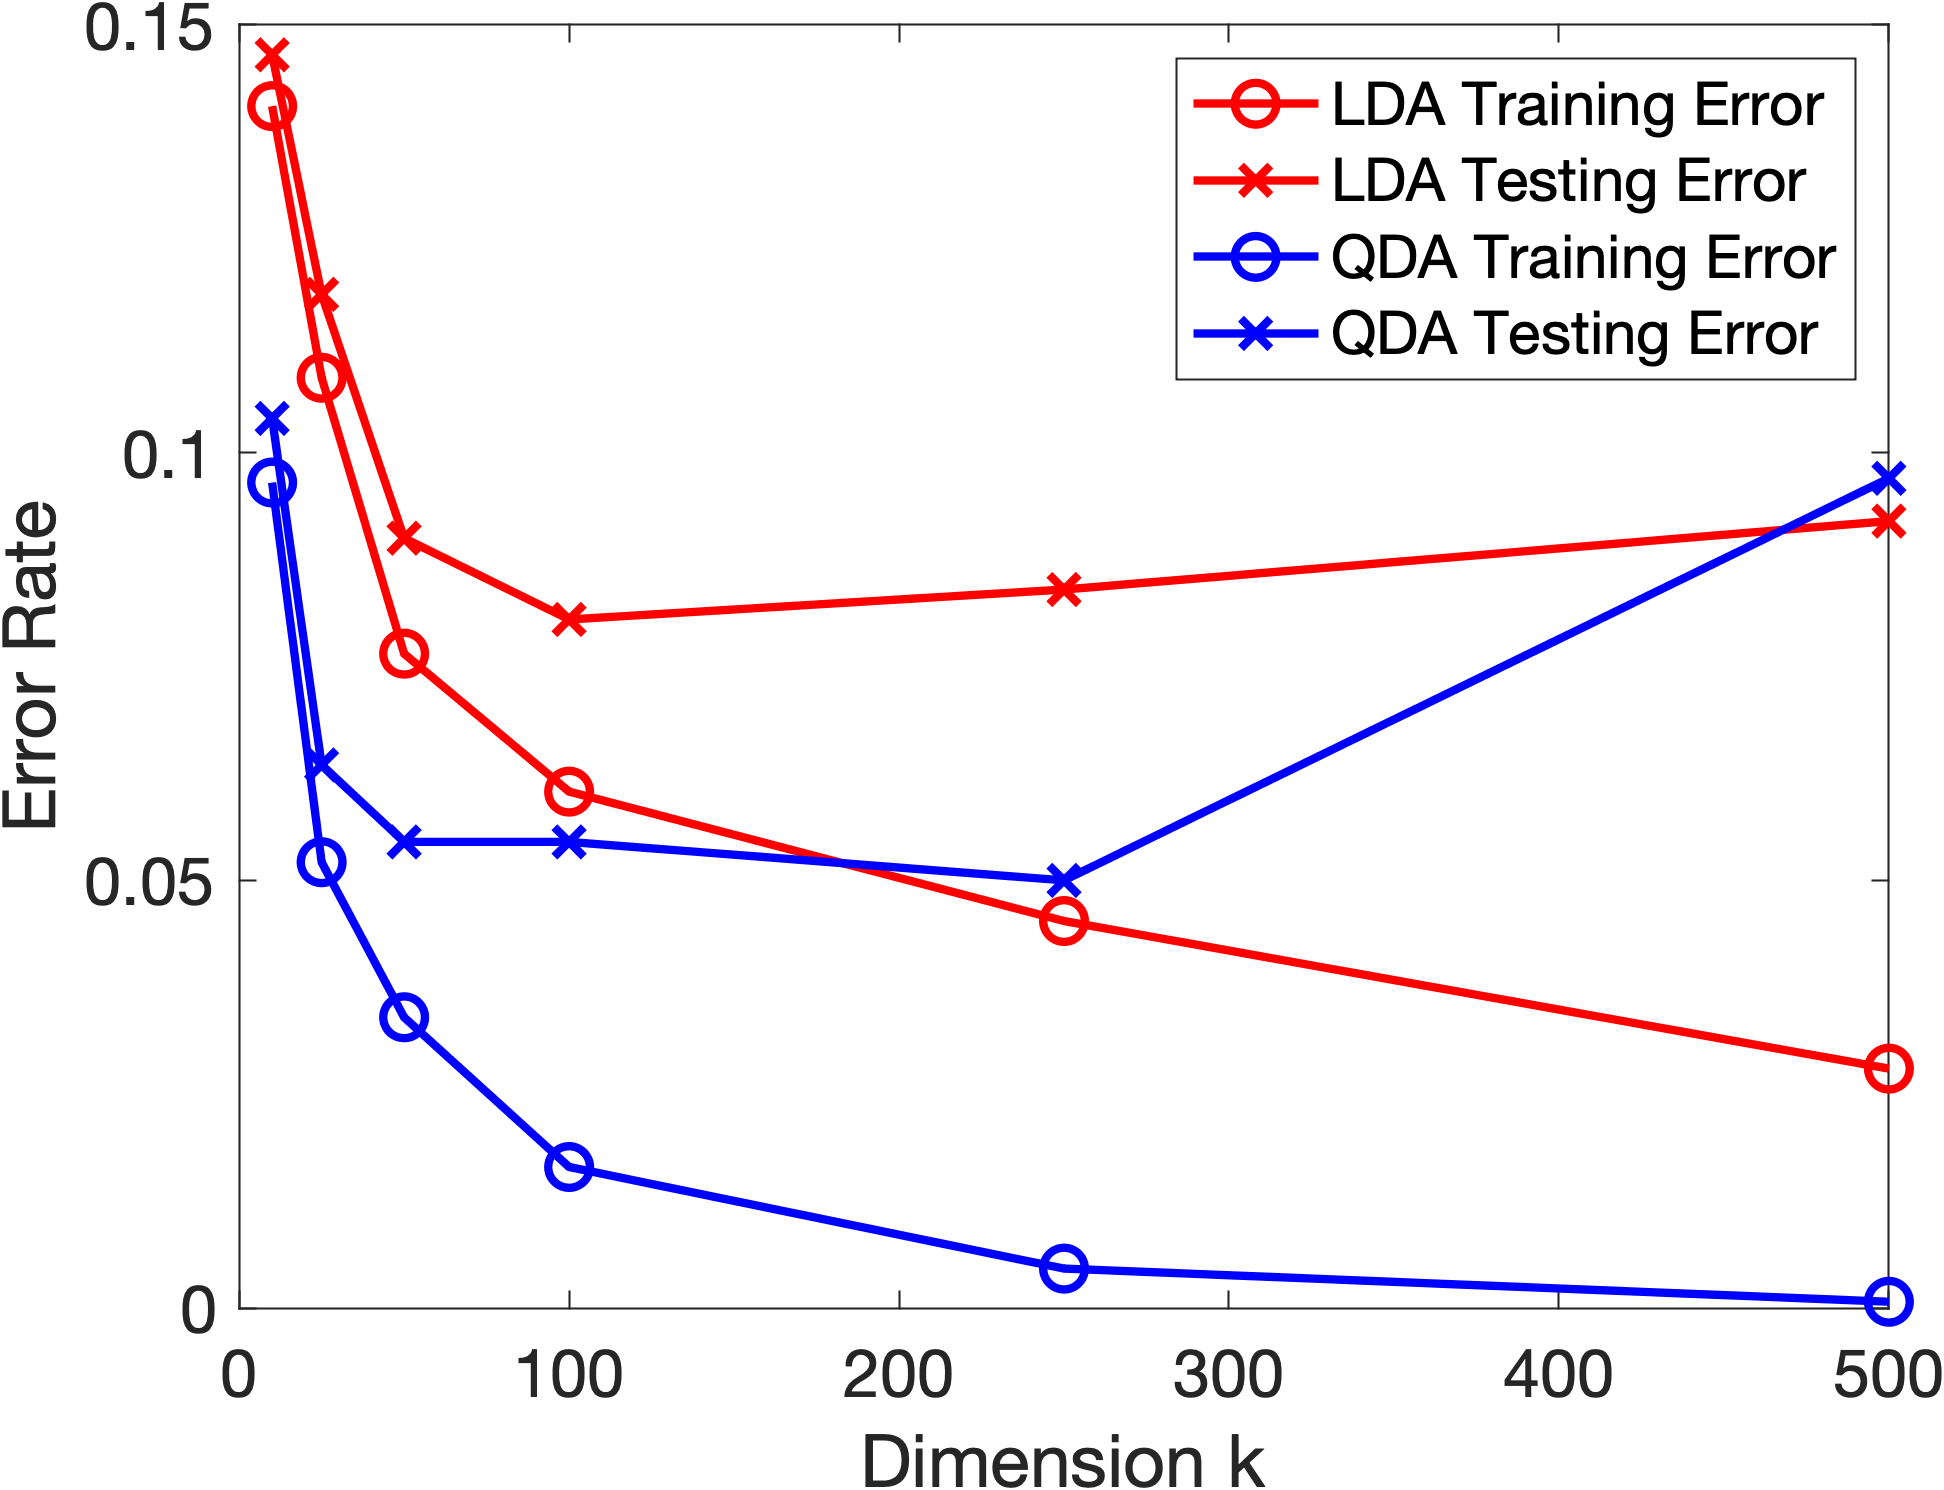 0.15
0.1
0.05
0
Error Rate
LDA Training Error
LDA Testing Error
QDA Training Error
QDA Testing Error
0 100 200 300 400 500
Dimension k